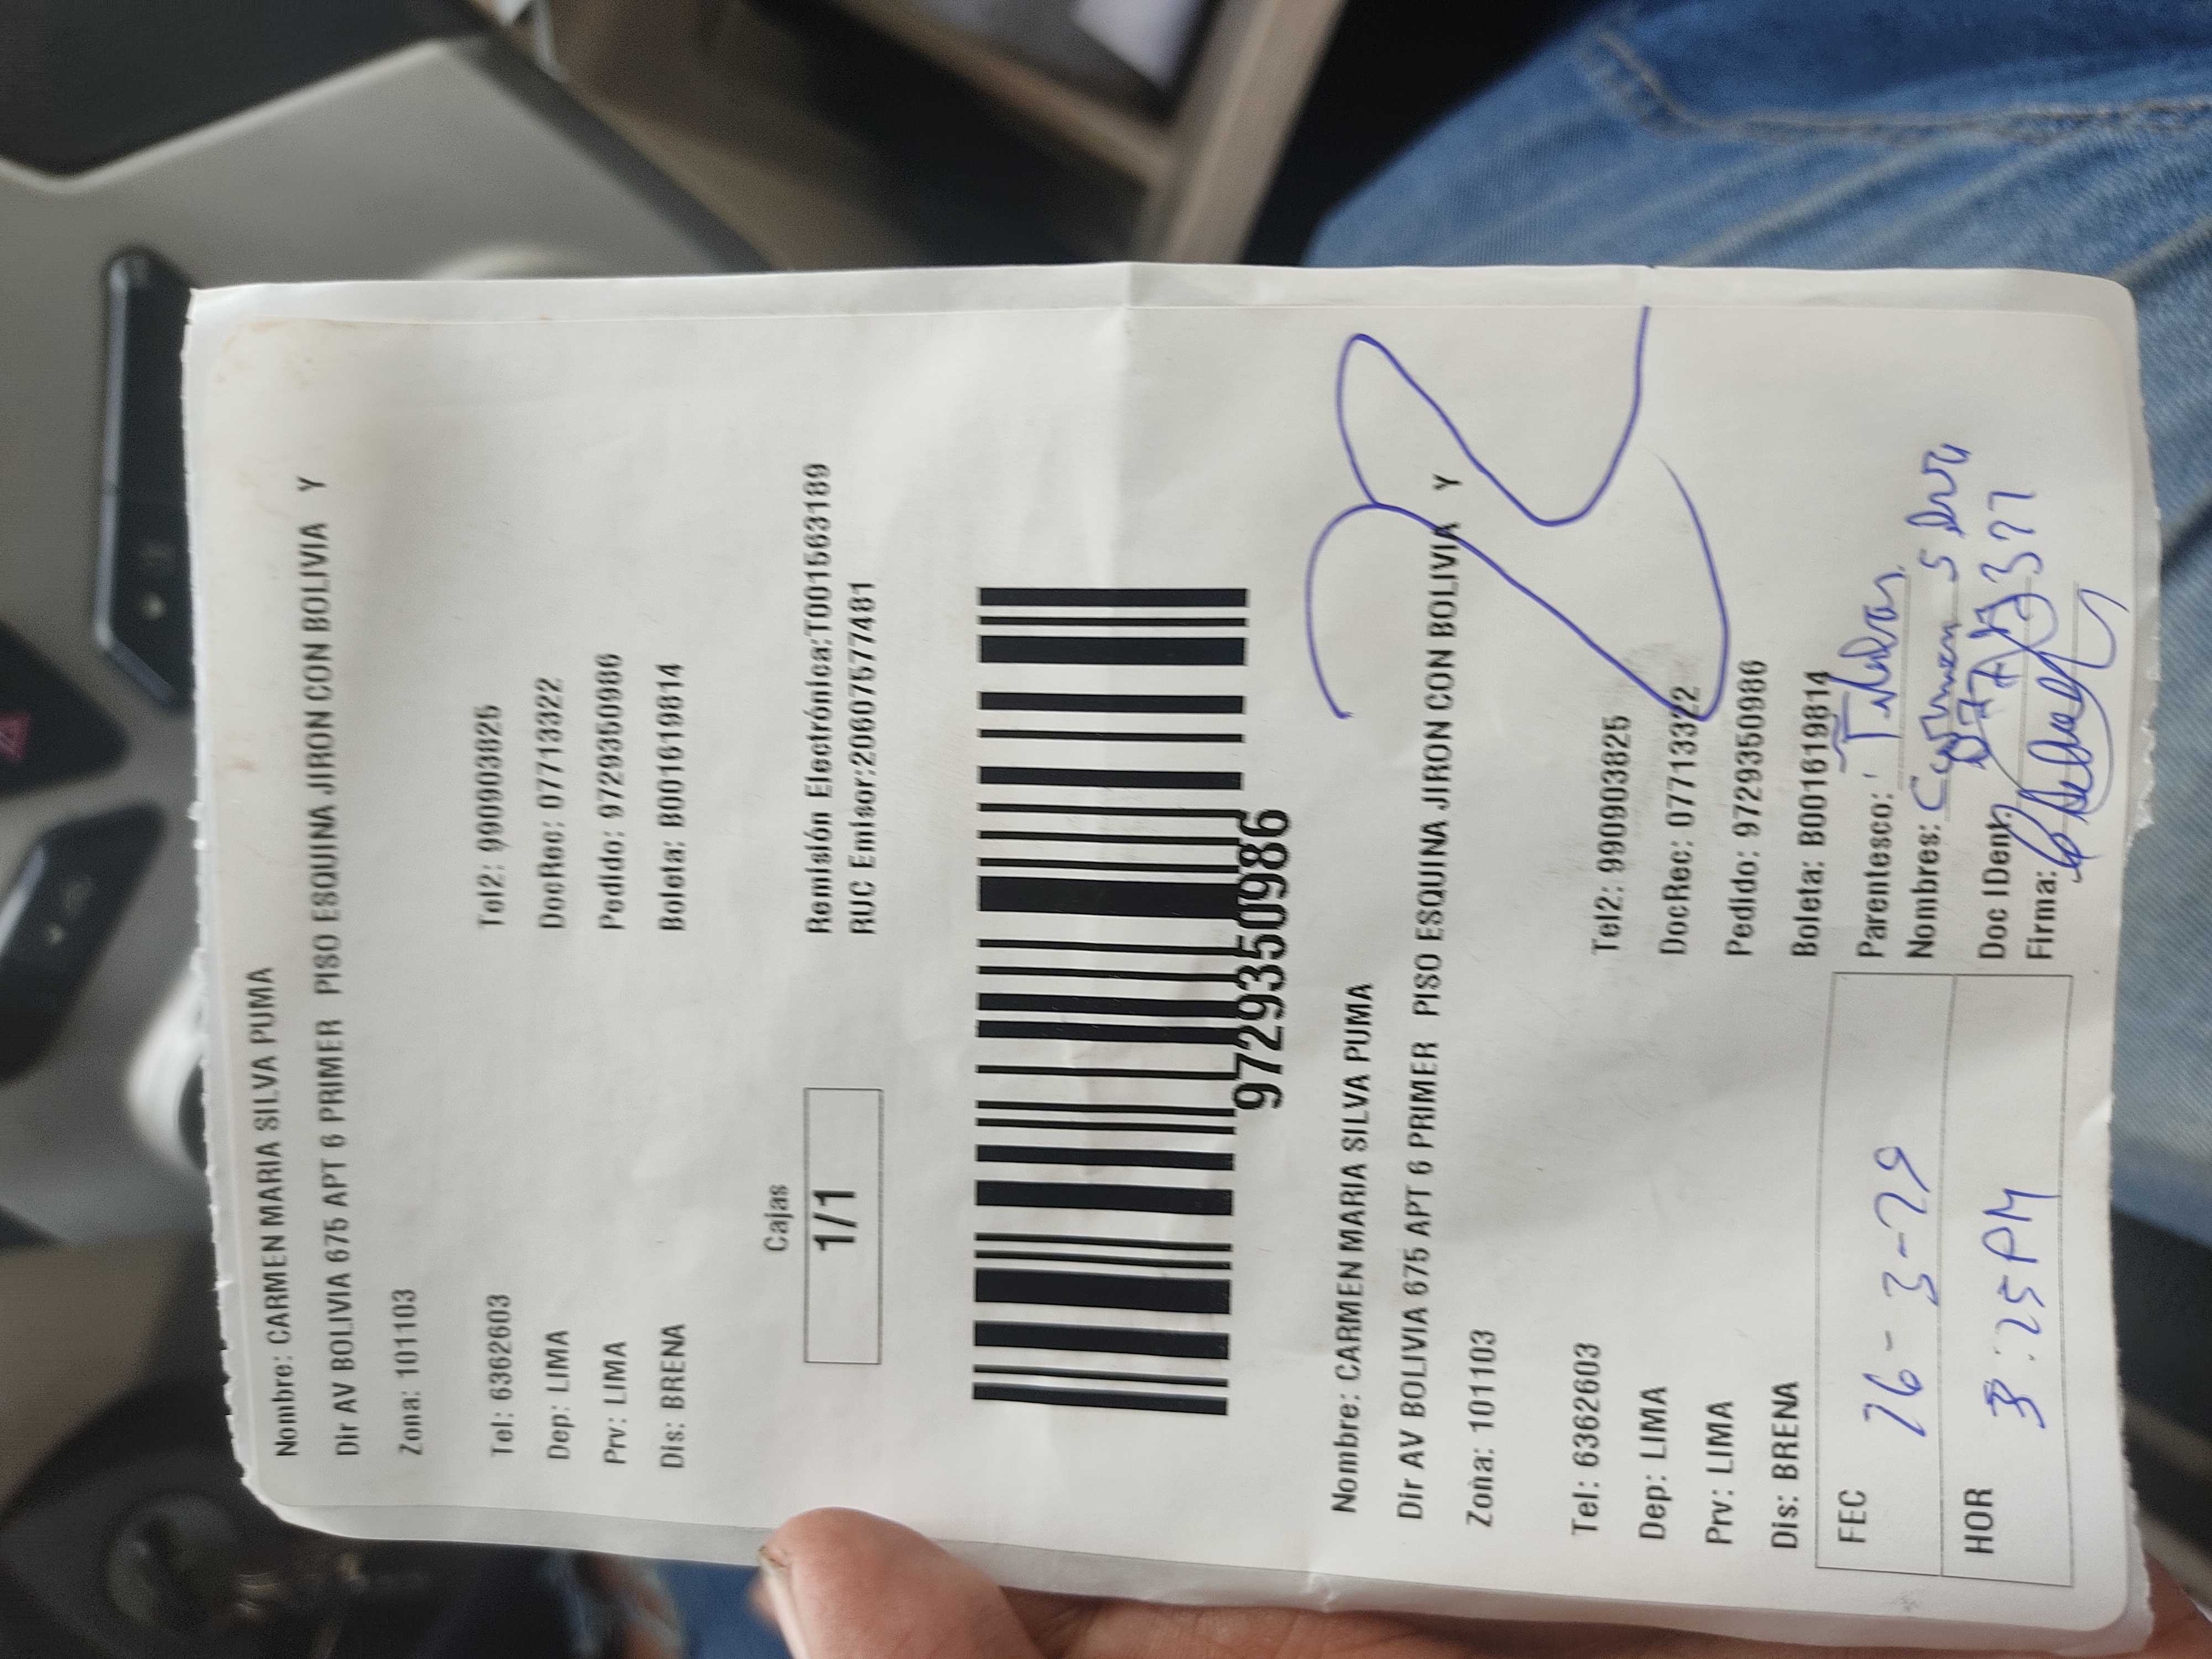 Nombre: CARMEN MARIA SILVA PUMA
Dir AV BOLIVIA 675 APT 6 PRIMER PISO ESQUINA JIRON CON BOLIVIA Y
Zona: 101103
Tel: 6362603 Tel2: 990903825
Dep: LIMA DocRec: 07713322
Prv: LIMA Pedido: 9729350986
Dis: BRENA Boleta: B001619814
Cajas
1/1
Remisión Electrónica:T001563189
RUC Emisor:20607577481
9729350986
Nombre: CARMEN MARIA SILVA PUMA
Dir AV BOLIVIA 675 APT 6 PRIMER PISO ESQUINA JIRON CON BOLIVIA Y
Zona: 101103
Tel: 6362603 Tel2: 990903825
Dep: LIMA DocRec: 07713322
Prv: LIMA Pedido: 9729350986
Dis: BRENA Boleta: B001619814
FEC 26-3-29
HOR 3:25PM
Parentesco: Titular
Nombres: Carmen Silva
Doc IDent:
Firma: